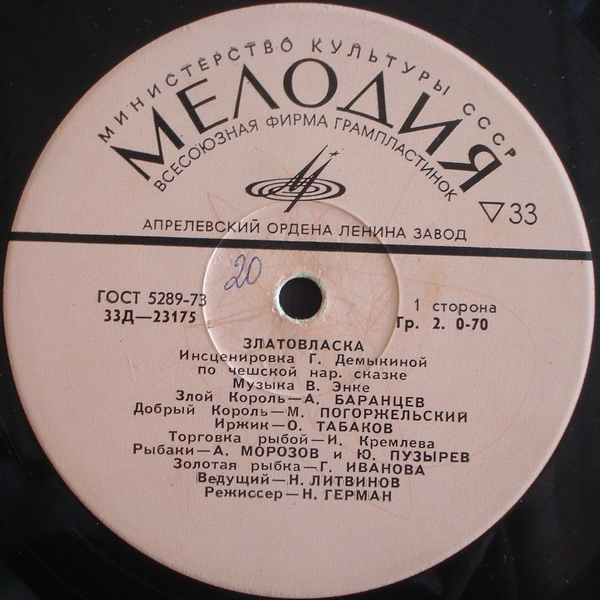 МИНИСТЕРСТВО КУЛЬТУРЫ СССР
МЕЛОДИЯ
ВСЕСОЮЗНАЯ ФИРМА ГРАМПЛАСТИНОК
33
АПРЕЛЕВСКИЙ ОРДЕНА ЛЕНИНА ЗАВОД
20
ГОСТ 5289-73
33Д—23175
1 сторона
Гр. 2. 0-70
ЗЛАТОВЛАСКА
Инсценировка Г. Демыкиной
по чешской нар. сказке
Музыка В. Энке
Злой Король—А. БАРАНЦЕВ
Добрый Король—М. ПОГОРЖЕЛЬСКИЙ
Иржик—О. ТАБАКОВ
Торговка рыбой—И. Кремлева
Рыбаки—А. МОРОЗОВ и Ю. ПУЗЫРЕВ
Золотая рыбка—Г. ИВАНОВА
Ведущий—Н. ЛИТВИНОВ
Режиссер—Н. ГЕРМАН